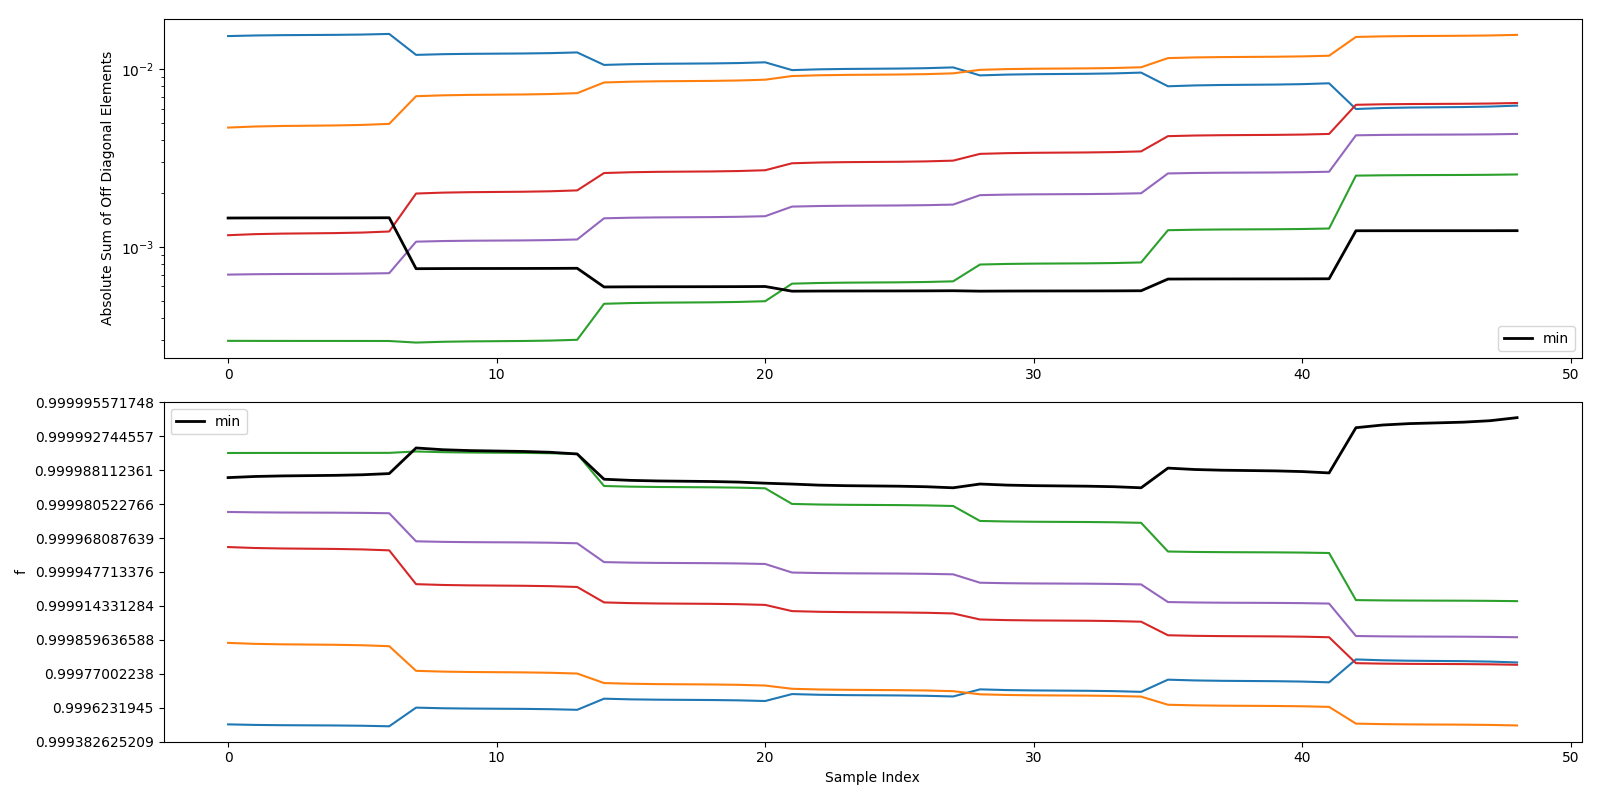 Absolute Sum of Off Diagonal Elements
10⁻²
10⁻³
min
0 10 20 30 40 50
f
0.999995571748
0.999992744557
0.999988112361
0.999980522766
0.999968087639
0.999947713376
0.999914331284
0.999859636588
0.99977002238
0.9996231945
0.999382625209
min
0 10 20 30 40 50
Sample Index